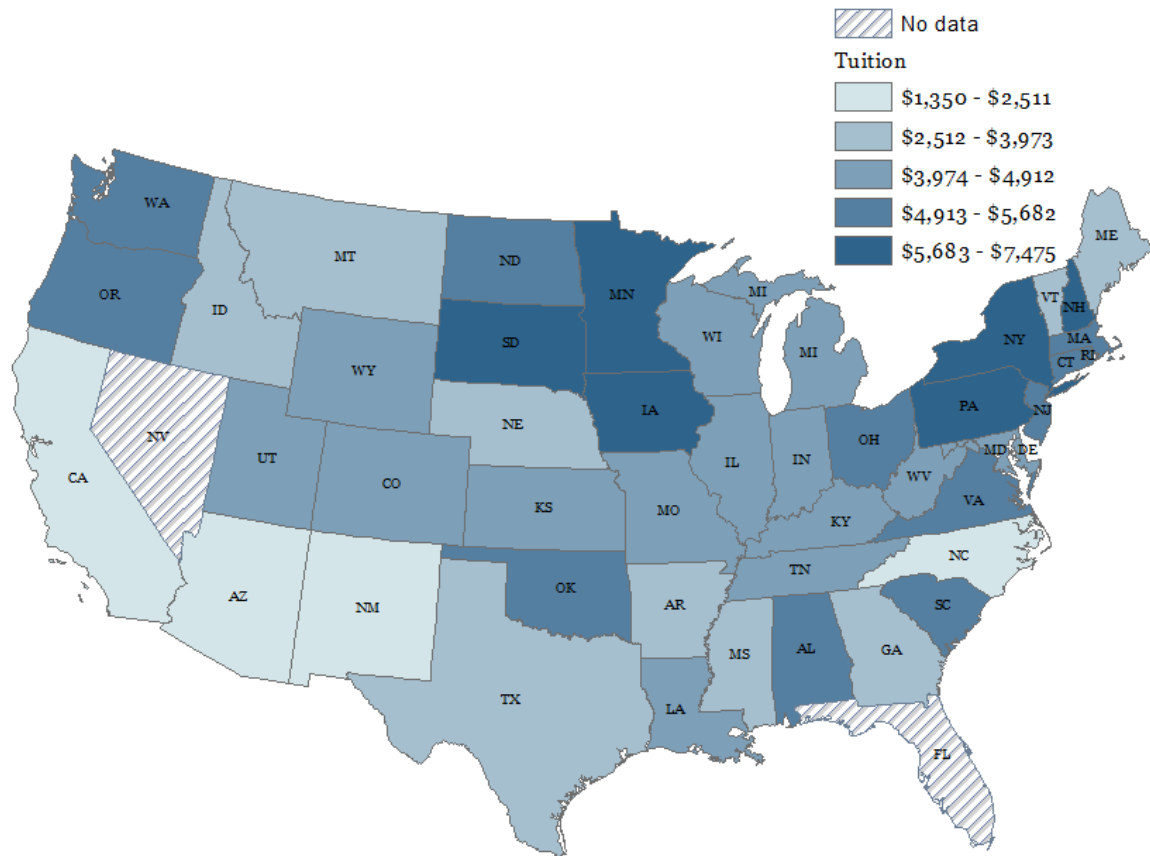 No data
Tuition
$1,350 - $2,511
$2,512 - $3,973
$3,974 - $4,912
$4,913 - $5,682
$5,683 - $7,475
WA
MT
ND
MN
ME
OR
ID
SD
WI
MI
MI
VT
NH
NY
MA
CT
RI
WY
IA
PA
NJ
NE
NV
UT
CO
IL
IN
OH
MD
DE
WV
VA
CA
KS
MO
KY
NC
TN
AZ
NM
OK
AR
SC
MS
AL
GA
TX
LA
FL